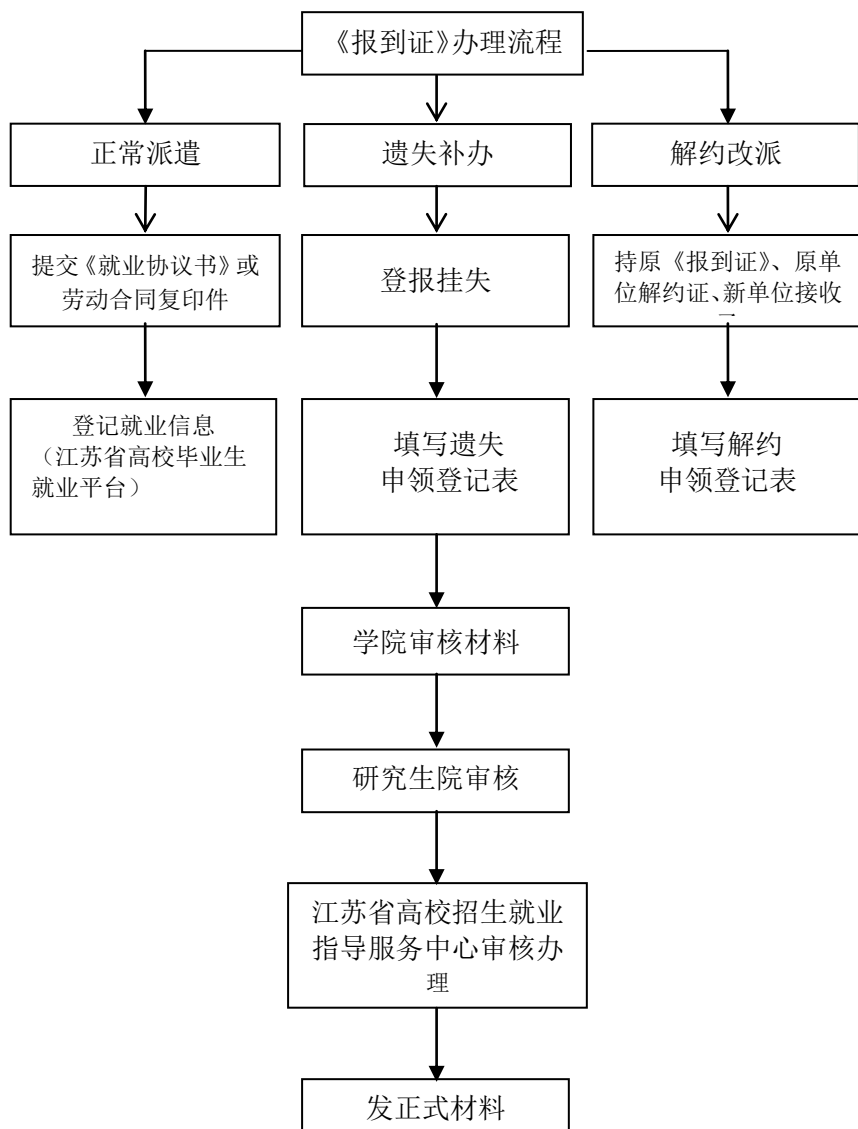 《报到证》办理流程
正常派遣
遗失补办
解约改派
提交《就业协议书》或
劳动合同复印件
登报挂失
持原《报到证》、原单
位解约证、新单位接收
登记就业信息
（江苏省高校毕业生
就业平台）
填写遗失
申领登记表
填写解约
申领登记表
学院审核材料
研究生院审核
江苏省高校招生就业
指导服务中心审核办
理
发正式材料